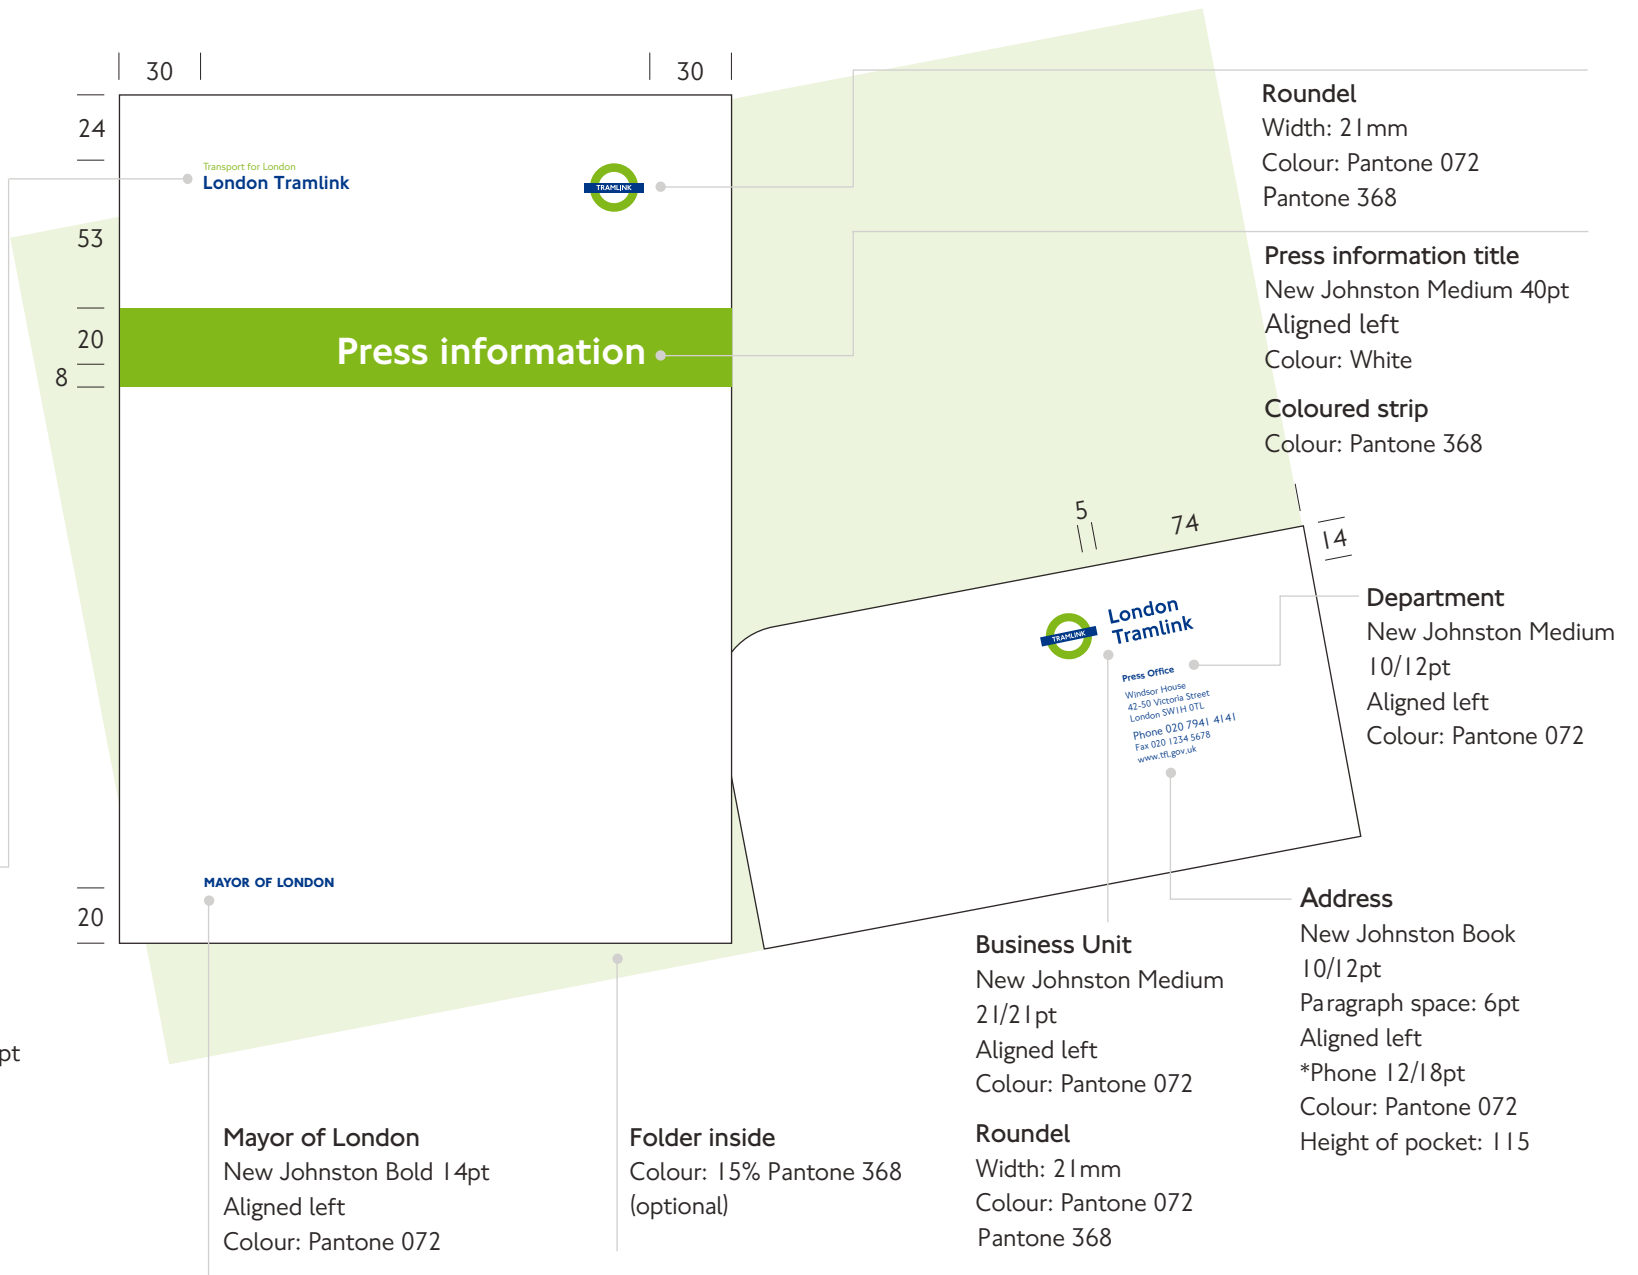 30
30
24
53
20
8
20
Transport for London
London Tramlink
TRAMLINK
Press information
MAYOR OF LONDON
Roundel
Width: 21mm
Colour: Pantone 072
Pantone 368
Press information title
New Johnston Medium 40pt
Aligned left
Colour: White
Coloured strip
Colour: Pantone 368
5
74
14
TRAMLINK
London
Tramlink
Press Office
Windsor House
42-50 Victoria Street
London SW1H 0TL
Phone 020 7941 4141
Fax 020 1234 5678
www.tfl.gov.uk
Department
New Johnston Medium
10/12pt
Aligned left
Colour: Pantone 072
Address
New Johnston Book
10/12pt
Paragraph space: 6pt
Aligned left
*Phone 12/18pt
Colour: Pantone 072
Height of pocket: 115
Business Unit
New Johnston Medium
21/21pt
Aligned left
Colour: Pantone 072
Roundel
Width: 21mm
Colour: Pantone 072
Pantone 368
Folder inside
Colour: 15% Pantone 368
(optional)
Mayor of London
New Johnston Bold 14pt
Aligned left
Colour: Pantone 072
pt